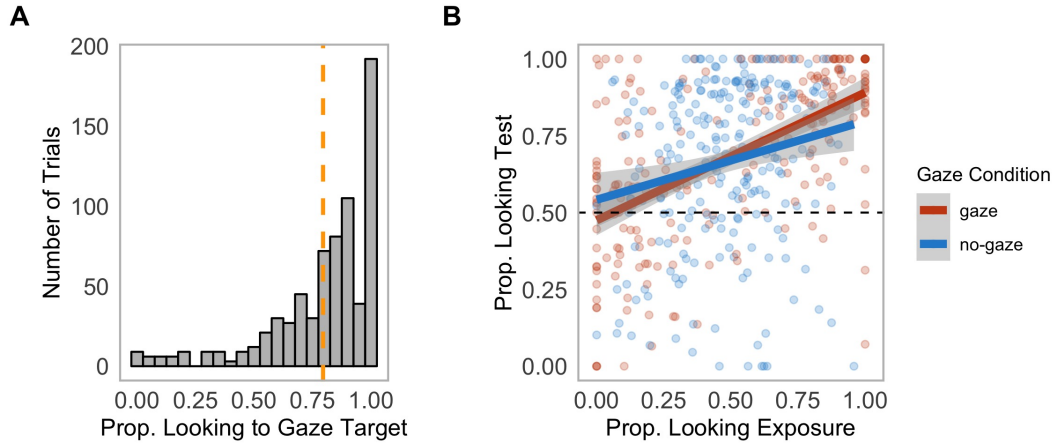 A
Number of Trials
200
150
100
50
0
0.00 0.25 0.50 0.75 1.00
Prop. Looking to Gaze Target
B
Prop. Looking Test
1.00
0.75
0.50
0.25
0.00
0.00 0.25 0.50 0.75 1.00
Prop. Looking Exposure
Gaze Condition
gaze
no-gaze